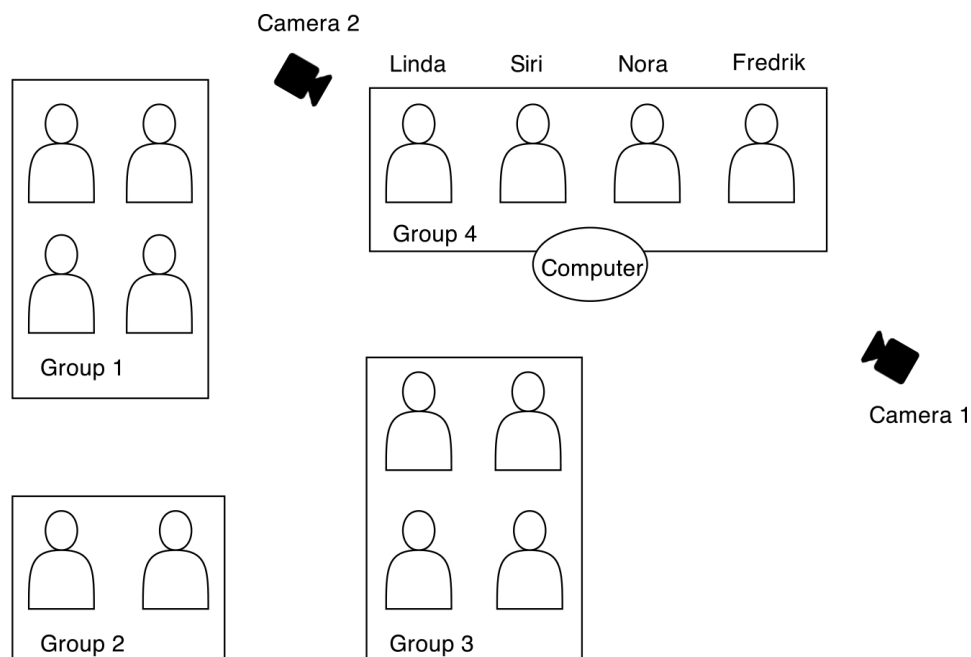 Camera 2
Linda Siri Nora Fredrik
Group 4
Computer
Group 1
Camera 1
Group 2
Group 3